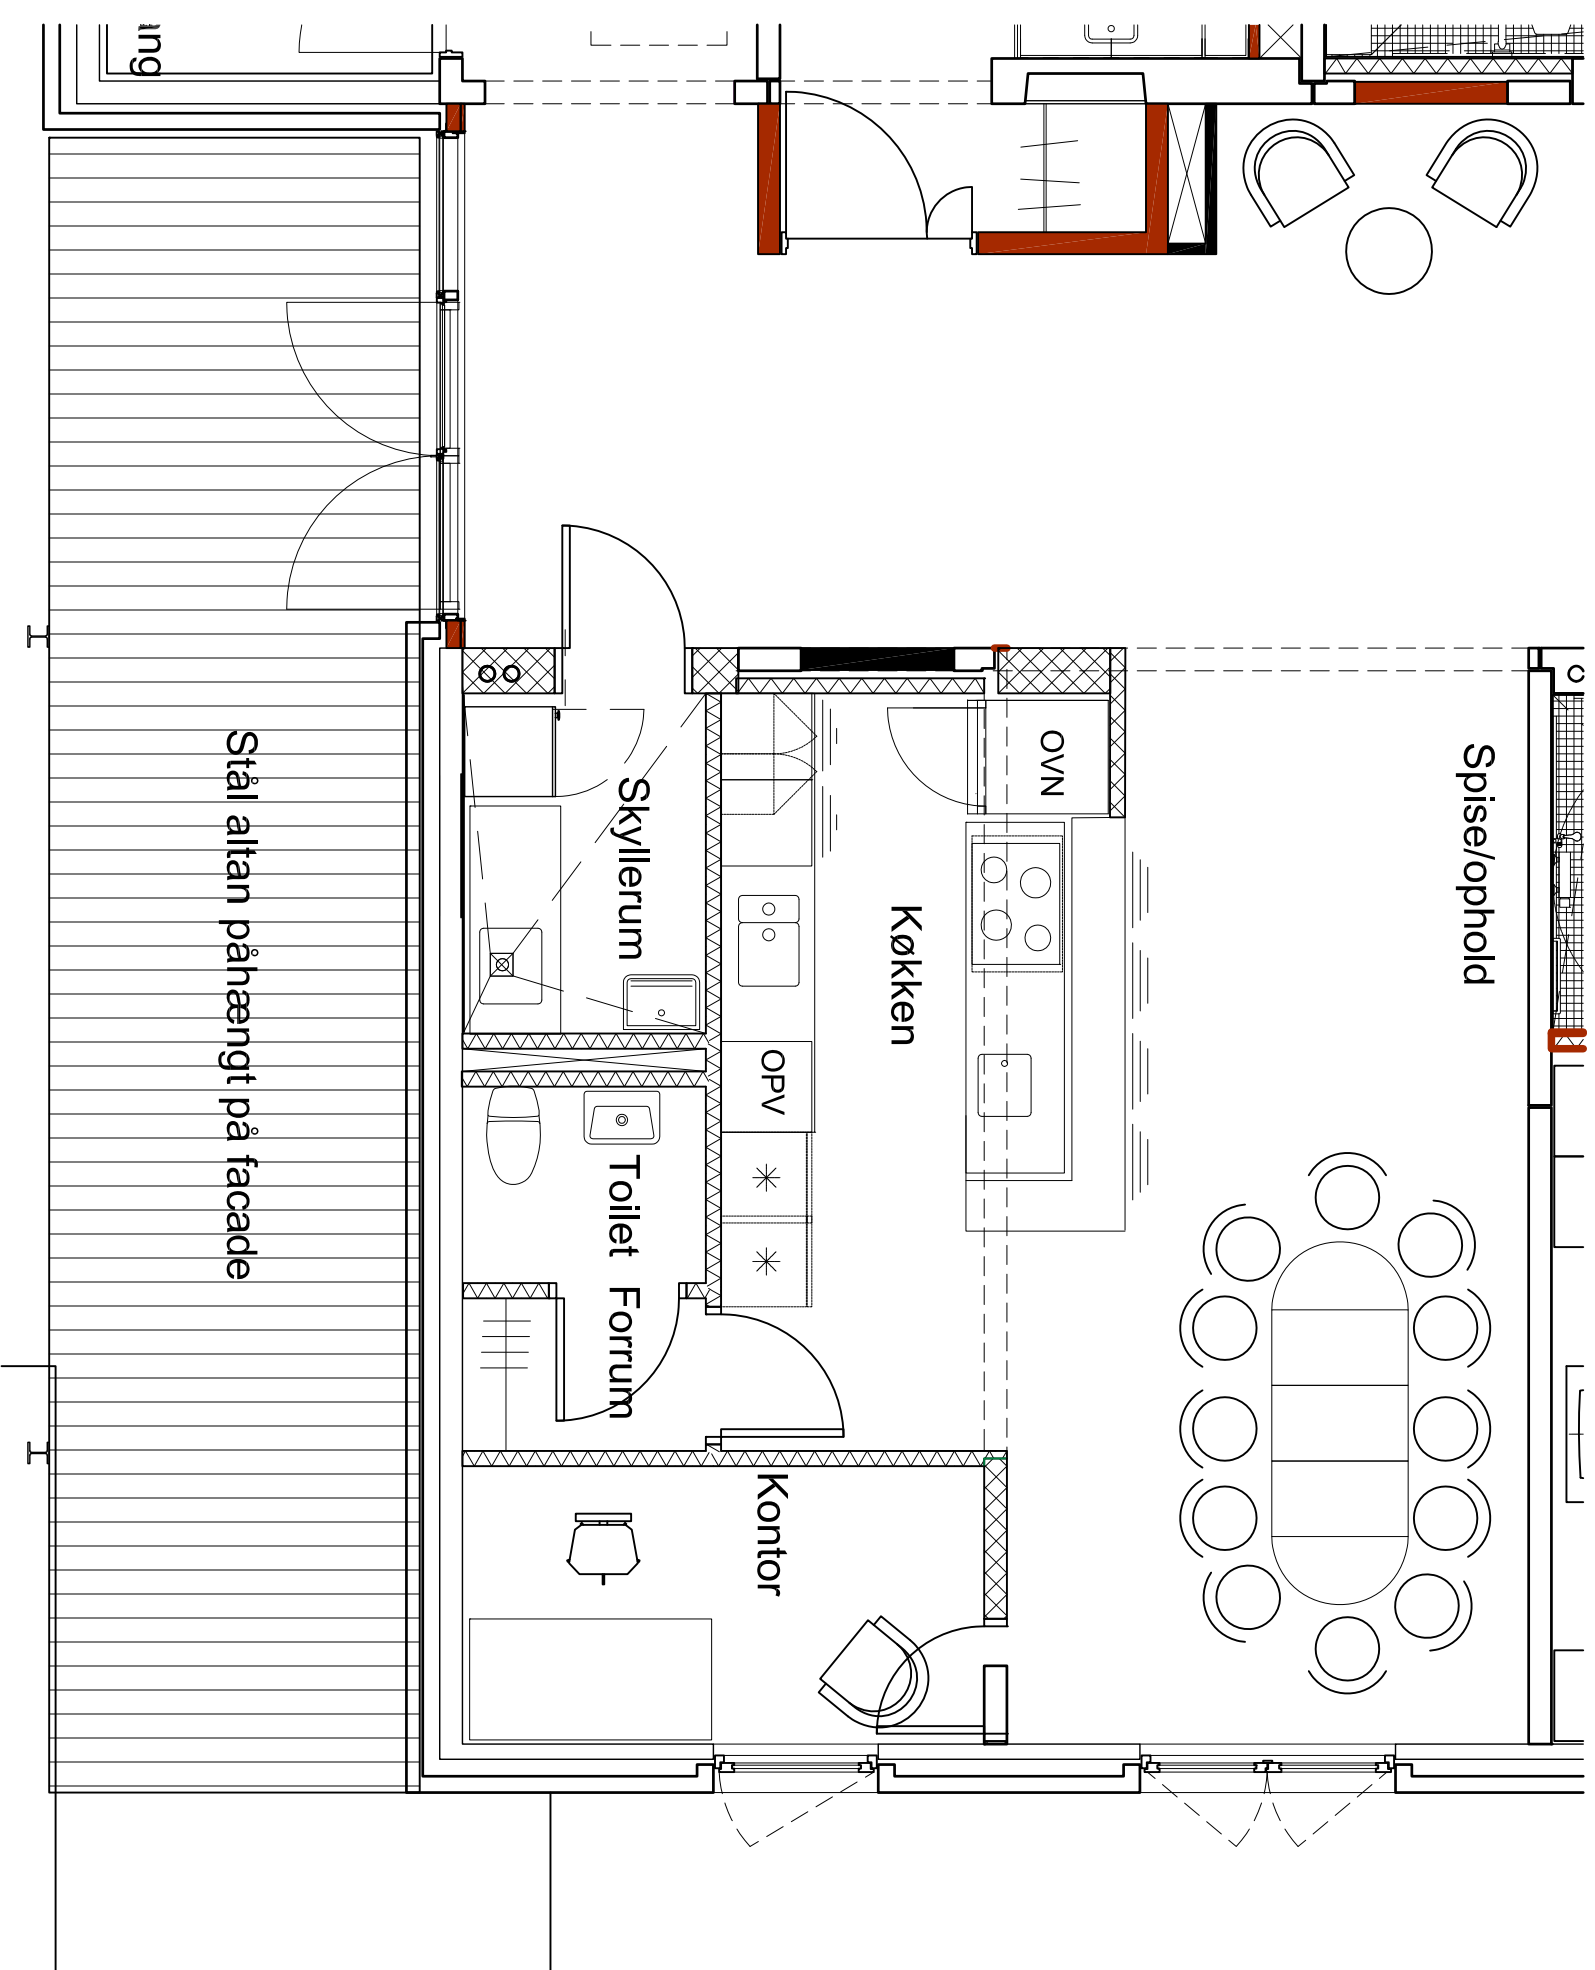 Spise/ophold
OVN
Køkken
OPV
Kontor
Skyllerum
Toilet Forrum
Stål altan påhængt på facade